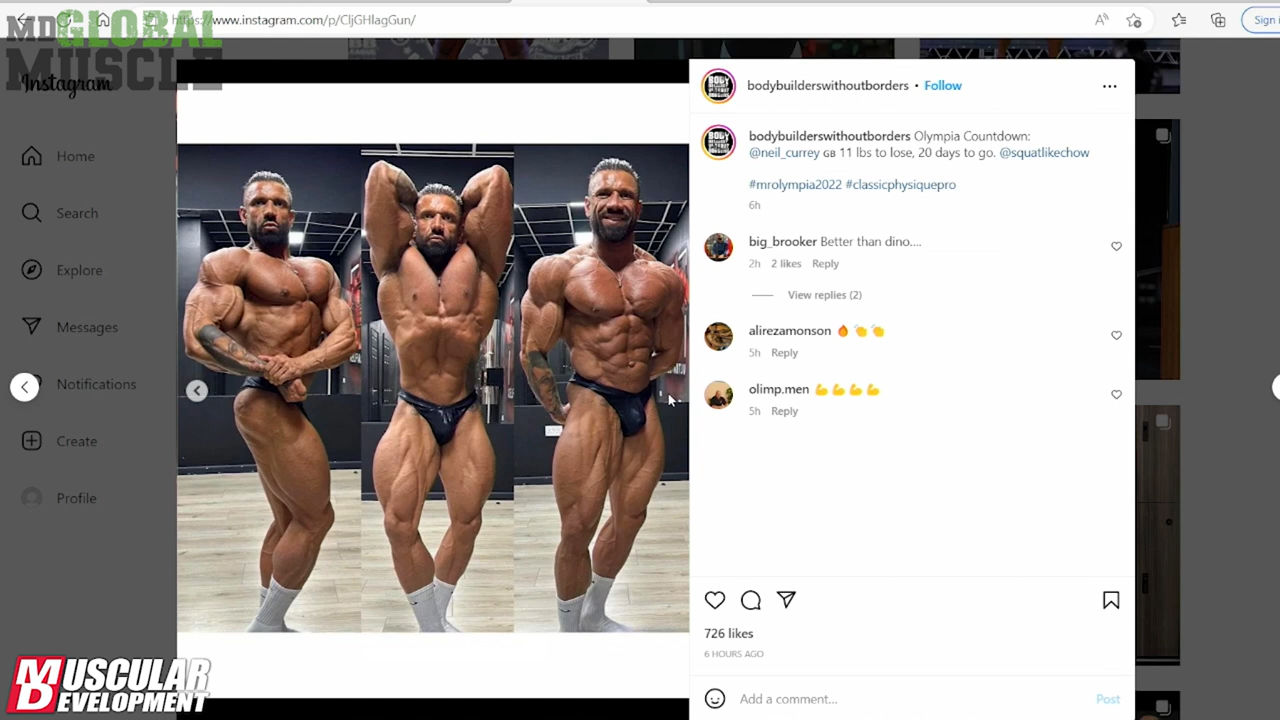 https://www.instagram.com/p/CljGHlagGun/
Sign i
MD GLOBAL
MUSCLE
Instagram
Home
Search
Explore
Messages
Notifications
Create
Profile
bodybuilderswithoutborders • Follow
bodybuilderswithoutborders Olympia Countdown:
@neil_currey GB 11 lbs to lose, 20 days to go. @squatlikechow
#mrolympia2022 #classicphysiquepro
6h
big_brooker Better than dino....
2h 2 likes Reply
View replies (2)
alirezamonson 🔥 👏 👏
5h Reply
olimp.men 💪 💪 💪 💪
5h Reply
726 likes
6 HOURS AGO
Add a comment... Post
MUSCULAR
DEVELOPMENT